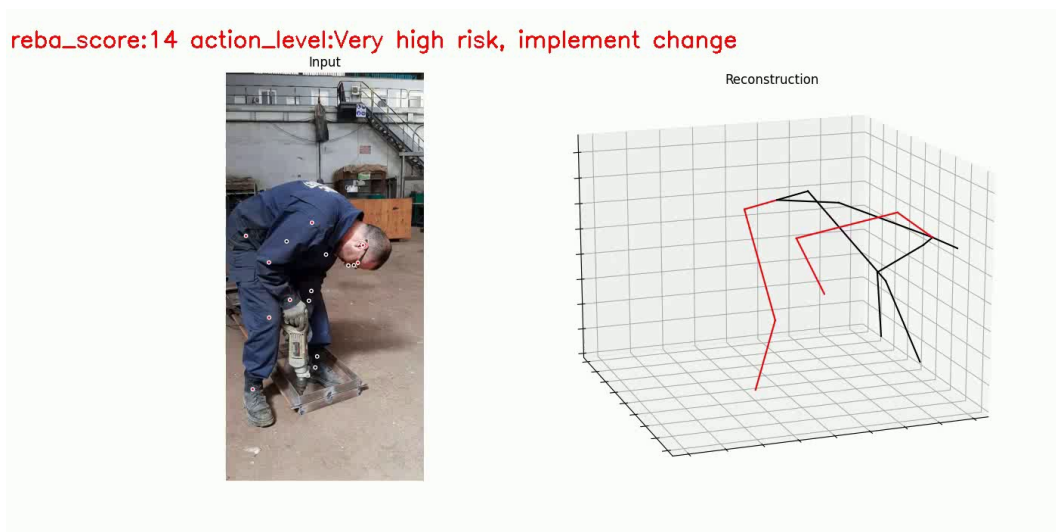 reba_score:14 action_level:Very high risk, implement change
Input
Reconstruction